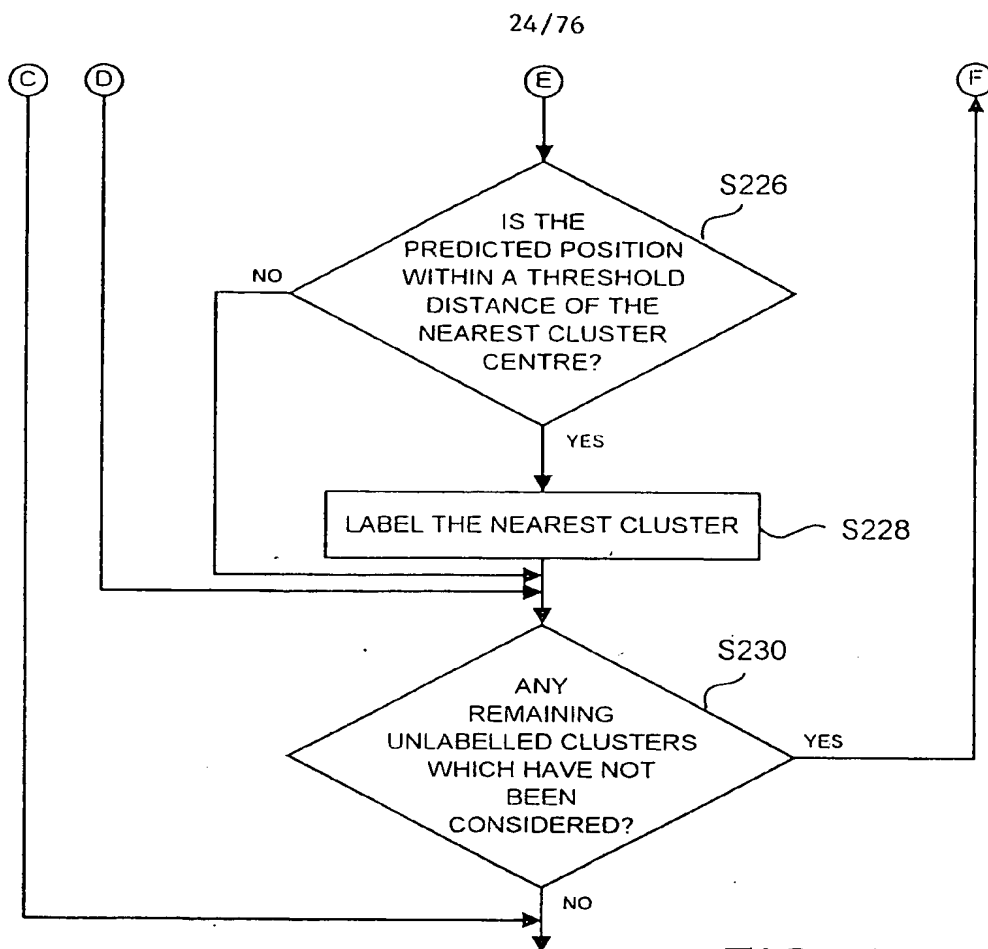 24/76
C
D
E
F
S226
IS THE
PREDICTED POSITION
WITHIN A THRESHOLD
DISTANCE OF THE
NEAREST CLUSTER
CENTRE?
NO
YES
LABEL THE NEAREST CLUSTER
S228
S230
ANY
REMAINING
UNLABELLED CLUSTERS
WHICH HAVE NOT
BEEN
CONSIDERED?
YES
NO